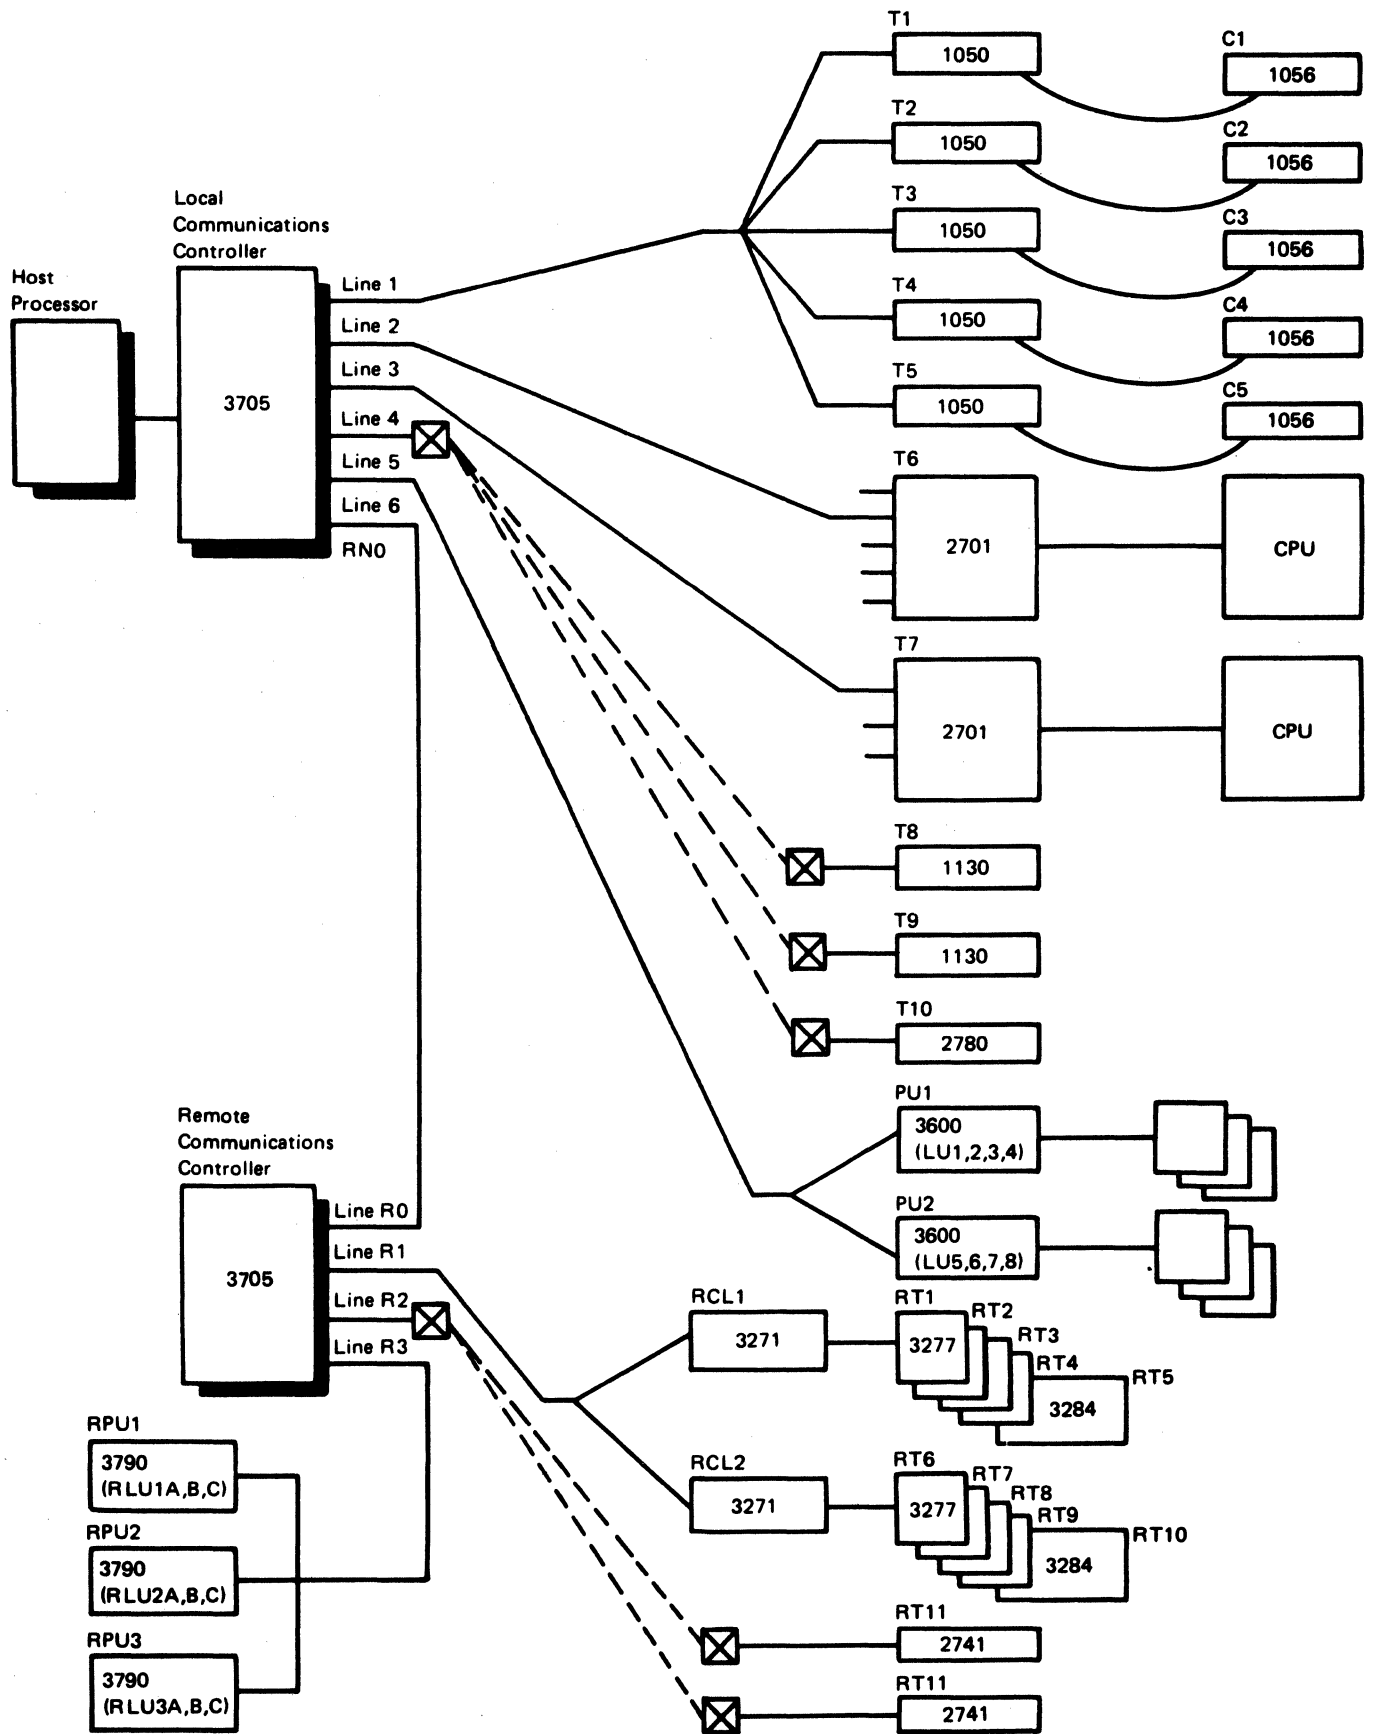 T1
1050
C1
1056
T2
1050
C2
1056
T3
1050
C3
1056
T4
1050
C4
1056
T5
1050
C5
1056
Host
Processor
Local
Communications
Controller
3705
Line 1
Line 2
Line 3
Line 4
Line 5
Line 6
RN0
T6
2701
CPU
T7
2701
CPU
T8
1130
T9
1130
T10
2780
PU1
3600
(LU1,2,3,4)
PU2
3600
(LU5,6,7,8)
Remote
Communications
Controller
3705
Line R0
Line R1
Line R2
Line R3
RCL1
3271
RT1
3277
RT2
RT3
RT4
RT5
3284
RCL2
3271
RT6
3277
RT7
RT8
RT9
RT10
3284
RPU1
3790
(RLU1A,B,C)
RPU2
3790
(RLU2A,B,C)
RPU3
3790
(RLU3A,B,C)
RT11
2741
RT11
2741